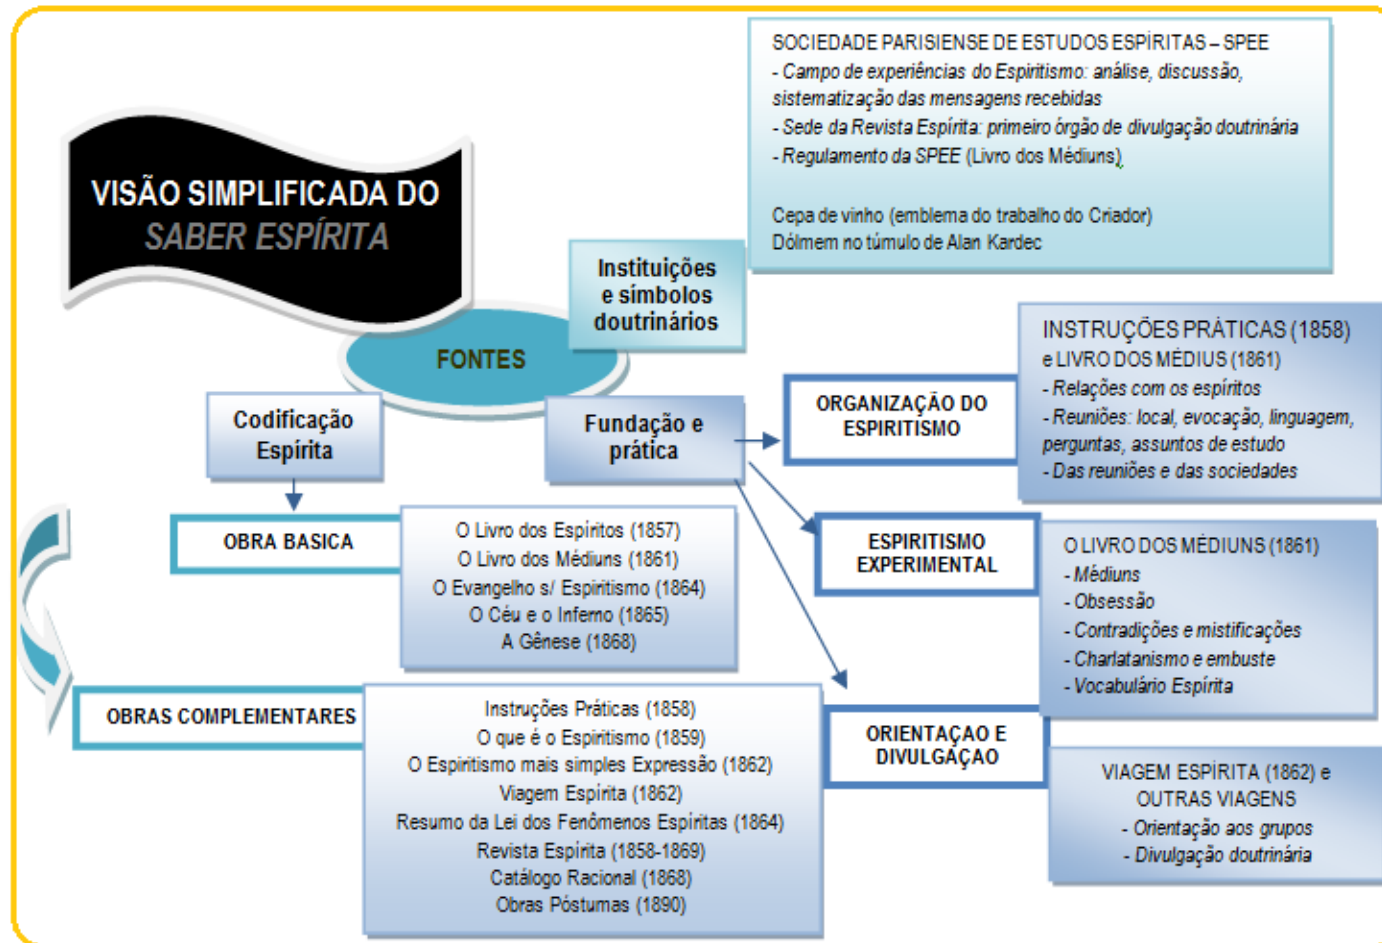 VISÃO SIMPLIFICADA DO
SABER ESPÍRITA
FONTES
Instituições
e símbolos
doutrinários
SOCIEDADE PARISIENSE DE ESTUDOS ESPÍRITAS – SPEE
- Campo de experiências do Espiritismo: análise, discussão,
sistematização das mensagens recebidas
- Sede da Revista Espírita: primeiro órgão de divulgação doutrinária
- Regulamento da SPEE (Livro dos Médiuns)
Cepa de vinho (emblema do trabalho do Criador)
Dólmem no túmulo de Alan Kardec
Codificação
Espírita
OBRA BASICA
O Livro dos Espíritos (1857)
O Livro dos Médiuns (1861)
O Evangelho s/ Espiritismo (1864)
O Céu e o Inferno (1865)
A Gênese (1868)
OBRAS COMPLEMENTARES
Instruções Práticas (1858)
O que é o Espiritismo (1859)
O Espiritismo mais simples Expressão (1862)
Viagem Espírita (1862)
Resumo da Lei dos Fenômenos Espíritas (1864)
Revista Espírita (1858-1869)
Catálogo Racional (1868)
Obras Póstumas (1890)
Fundação e
prática
ORGANIZAÇÃO DO
ESPIRITISMO
INSTRUÇÕES PRÁTICAS (1858)
e LIVRO DOS MÉDIUS (1861)
- Relações com os espíritos
- Reuniões: local, evocação, linguagem,
perguntas, assuntos de estudo
- Das reuniões e das sociedades
ESPIRITISMO
EXPERIMENTAL
O LIVRO DOS MÉDIUNS (1861)
- Médiuns
- Obsessão
- Contradições e mistificações
- Charlatanismo e embuste
- Vocabulário Espírita
ORIENTAÇAO E
DIVULGAÇAO
VIAGEM ESPÍRITA (1862) e
OUTRAS VIAGENS
- Orientação aos grupos
- Divulgação doutrinária